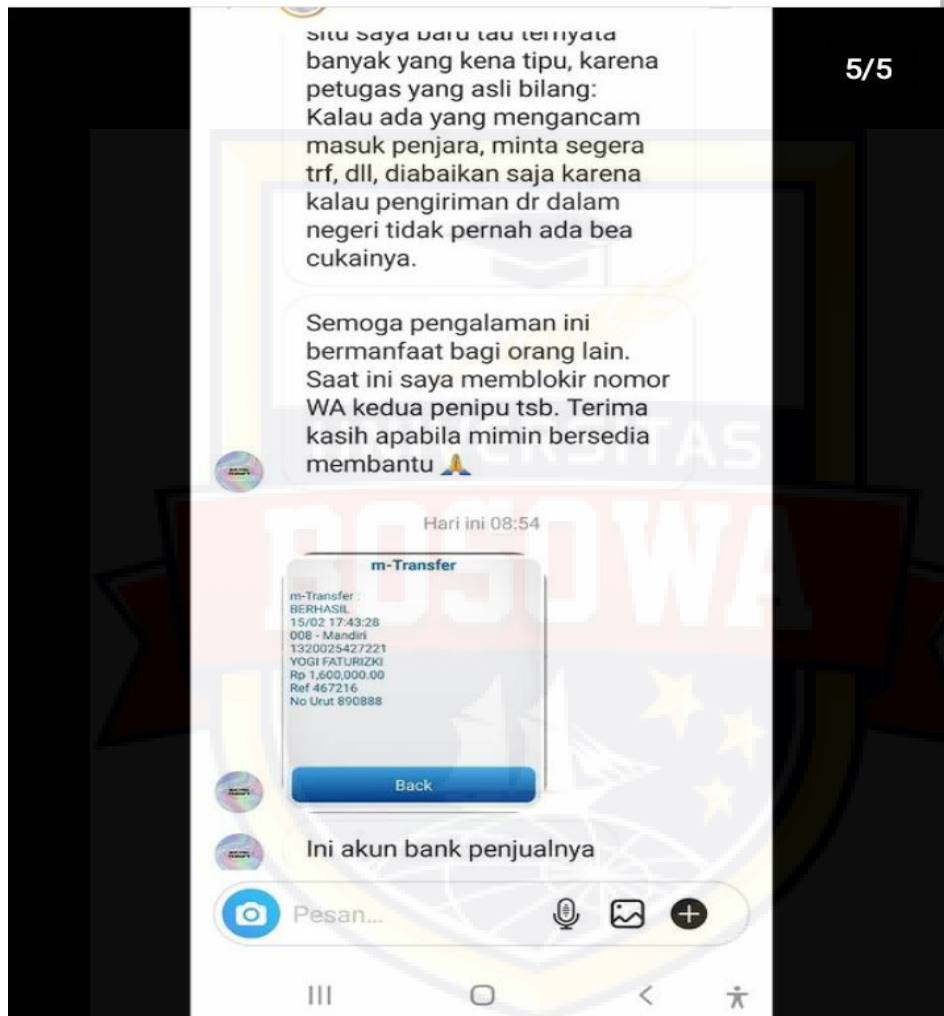 situ saya baru tau ternyata
banyak yang kena tipu, karena
petugas yang asli bilang:
Kalau ada yang mengancam
masuk penjara, minta segera
trf, dll, diabaikan saja karena
kalau pengiriman dr dalam
negeri tidak pernah ada bea
cukainya.
5/5
Semoga pengalaman ini
bermanfaat bagi orang lain.
Saat ini saya memblokir nomor
WA kedua penipu tsb. Terima
kasih apabila mimin bersedia
membantu 🙏
UNIVERSITAS
BOSOWA
Hari ini 08:54
m-Transfer
m-Transfer :
BERHASIL
15/02 17:43:28
008 - Mandiri
1320025427221
YOGI FATURIZKI
Rp 1,600,000.00
Ref 467216
No Urut 890888
Back
Ini akun bank penjualnya
Pesan...